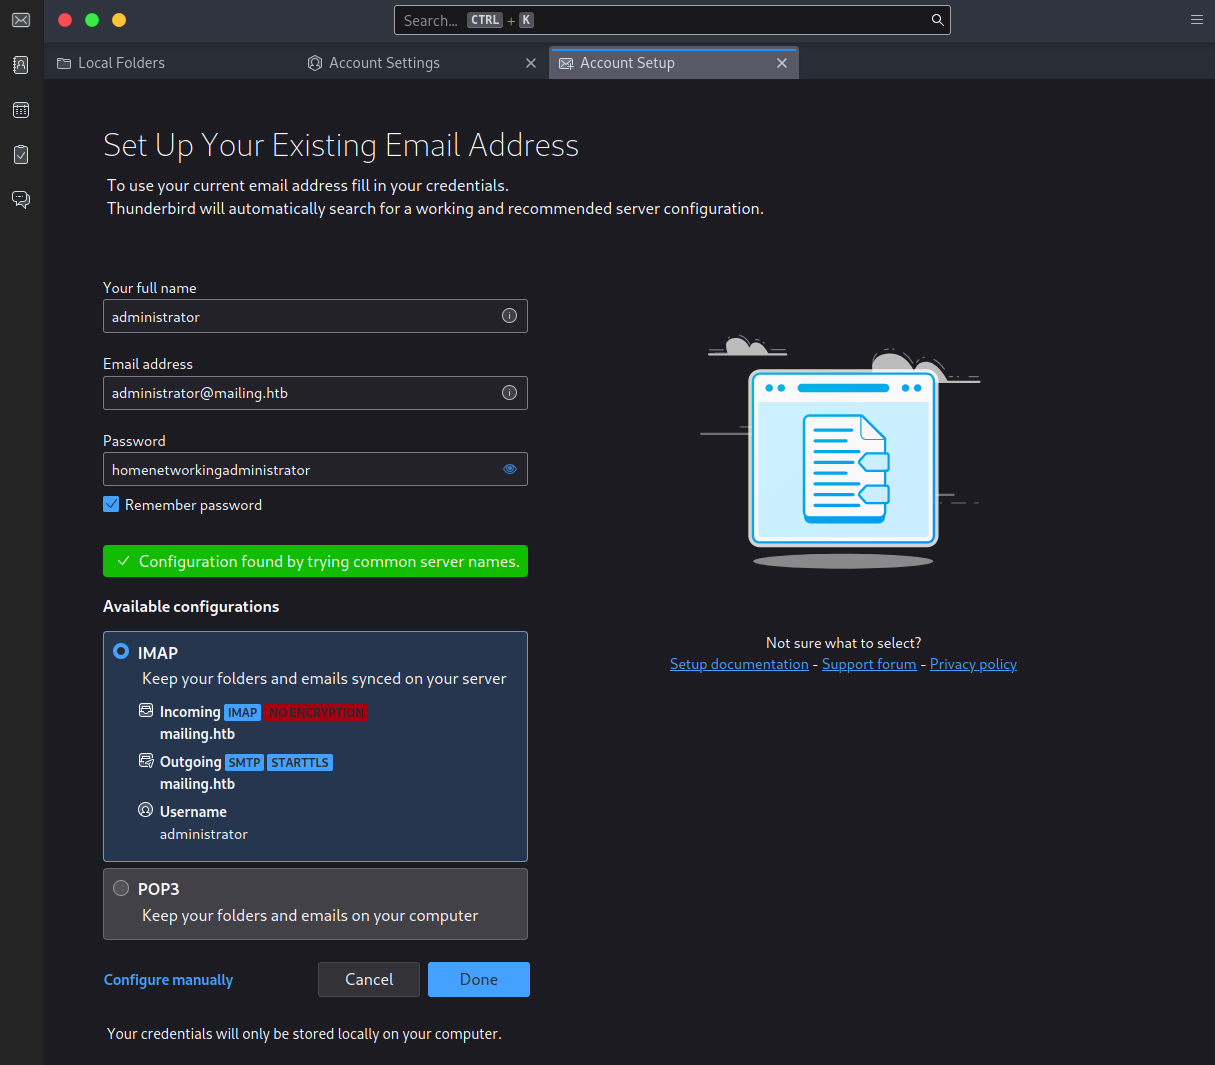 Search... CTRL + K
Local Folders
Account Settings
Account Setup
Set Up Your Existing Email Address
To use your current email address fill in your credentials.
Thunderbird will automatically search for a working and recommended server configuration.
Your full name
administrator
Email address
administrator@mailing.htb
Password
homenetworkingadministrator
Remember password
Configuration found by trying common server names.
Available configurations
IMAP
Keep your folders and emails synced on your server
Incoming IMAP NO ENCRYPTION
mailing.htb
Outgoing SMTP STARTTLS
mailing.htb
Username
administrator
POP3
Keep your folders and emails on your computer
Configure manually
Cancel
Done
Your credentials will only be stored locally on your computer.
Not sure what to select?
Setup documentation - Support forum - Privacy policy